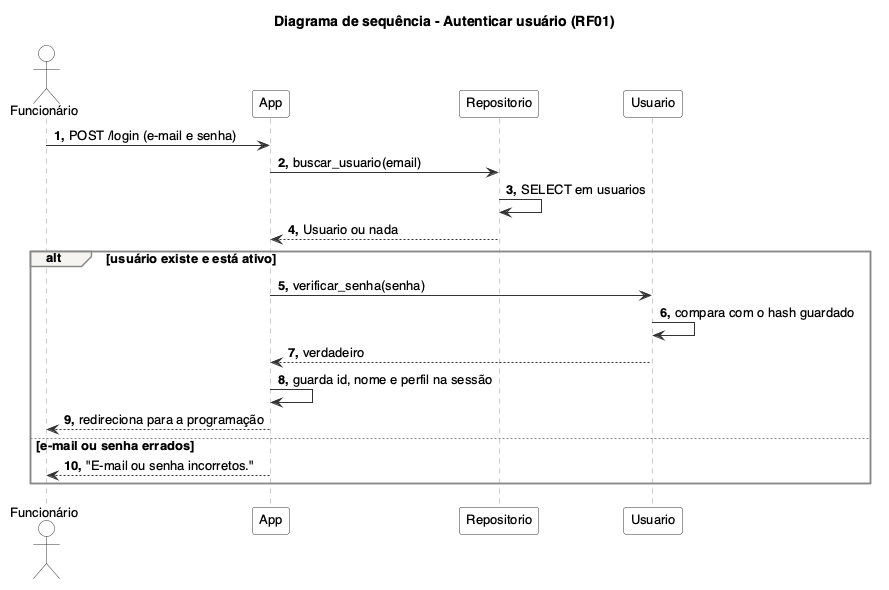 Diagrama de sequência - Autenticar usuário (RF01)
Funcionário
App
Repositorio
Usuario
1, POST /login (e-mail e senha)
2, buscar_usuario(email)
3, SELECT em usuarios
4, Usuario ou nada
alt [usuário existe e está ativo]
5, verificar_senha(senha)
6, compara com o hash guardado
7, verdadeiro
8, guarda id, nome e perfil na sessão
9, redireciona para a programação
[e-mail ou senha errados]
10, "E-mail ou senha incorretos."
Funcionário
App
Repositorio
Usuario